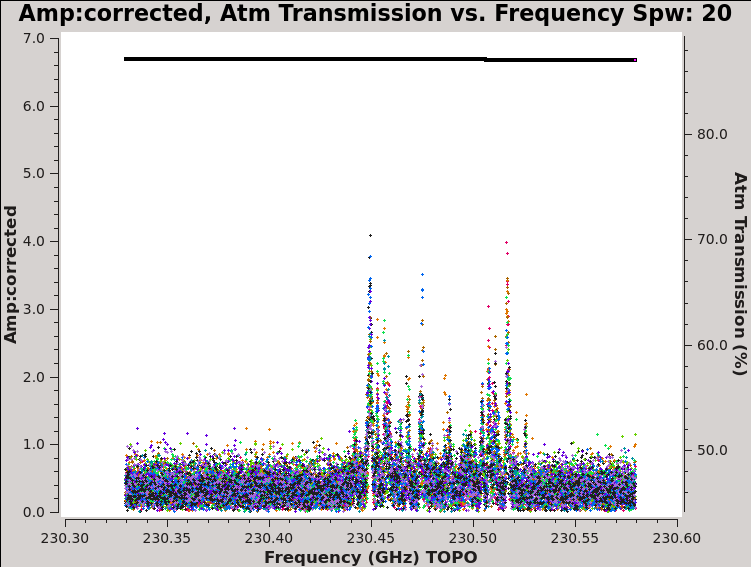 Amp:corrected, Atm Transmission vs. Frequency Spw: 20
7.0
6.0
5.0
4.0
3.0
2.0
1.0
0.0
Amp:corrected
80.0
70.0
60.0
50.0
Atm Transmission (%)
230.30 230.35 230.40 230.45 230.50 230.55 230.60
Frequency (GHz) TOPO